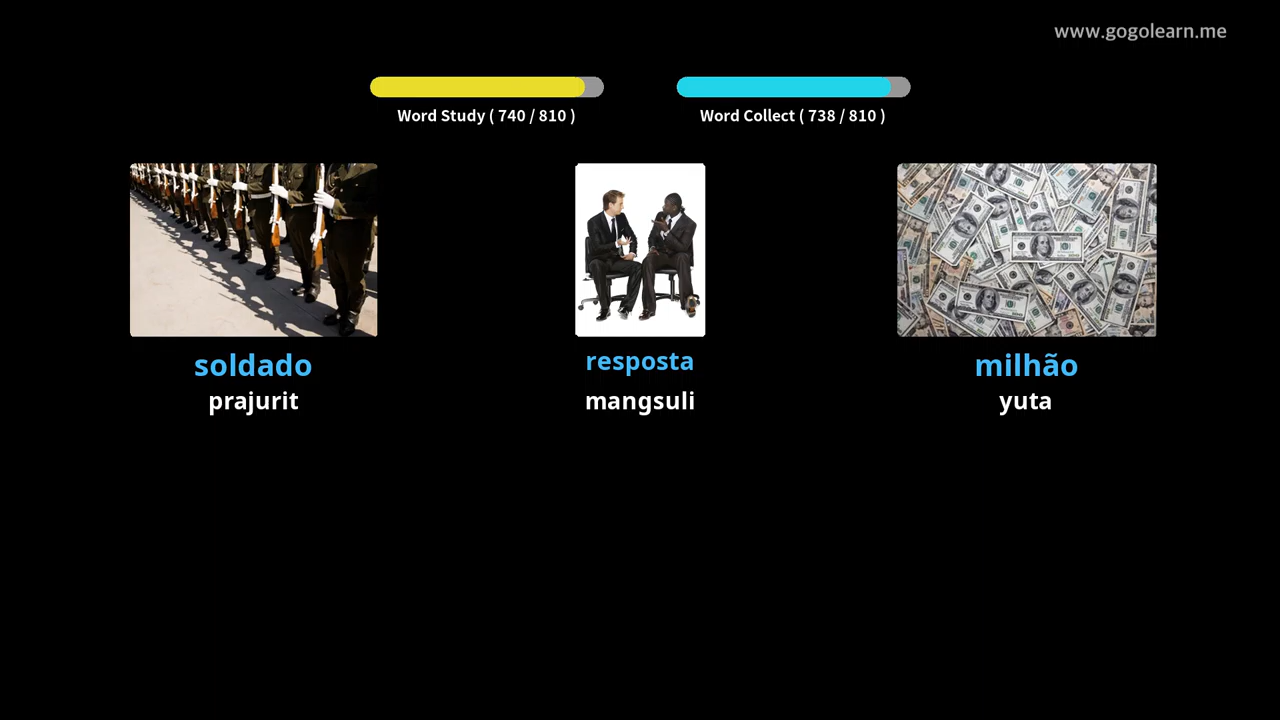 www.gogolearn.me
Word Study ( 740 / 810 )
Word Collect ( 738 / 810 )
soldado
prajurit
resposta
mangsuli
milhão
yuta